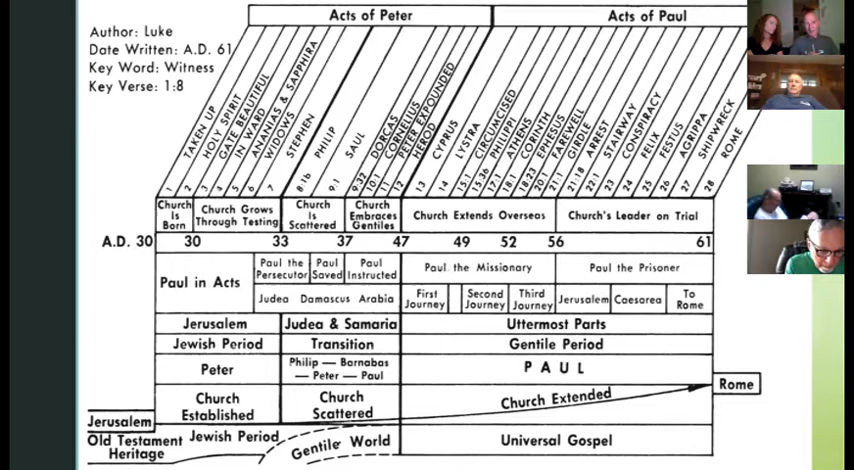 Acts of Peter
Acts of Paul
Author: Luke
Date Written: A.D. 61
Key Word: Witness
Key Verse: 1:8
TAKEN UP
HOLY SPIRIT
GATE BEAUTIFUL
IN WARD
ANANIAS & SAPPHIRA
WIDOWS
STEPHEN
PHILIP
SAUL
DORCAS
CORNELIUS
PETER EXPOUNDED
HEROD
CYPRUS
LYSTRA
CIRCUMCISED
PHILIPPI
ATHENS
CORINTH
EPHESUS
FAREWELL
GIRDLE
ARREST
STAIRWAY
CONSPIRACY
FELIX
FESTUS
AGRIPPA
SHIPWRECK
ROME
1 2 3 4 5 6 7 8:1b 9:1 9:32 10:1 11 12 13 14 15:1 15:36 17:1 18:1 18:23 20:1 21:1 21:18 22:1 23 24 25 26 27 28
Church Is Born
Church Grows Through Testing
Church Is Scattered
Church Embraces Gentiles
Church Extends Overseas
Church's Leader on Trial
A.D. 30 30 33 37 47 49 52 56 61
Paul in Acts
Paul the Persecutor
Paul Saved
Paul Instructed
Paul the Missionary
Paul the Prisoner
Judea Damascus Arabia
First Journey
Second Journey
Third Journey
Jerusalem
Caesarea
To Rome
Jerusalem
Judea & Samaria
Uttermost Parts
Jewish Period
Transition
Gentile Period
Peter
Philip — Barnabas
— Peter — Paul
PAUL
Rome
Church Established
Church Scattered
Church Extended
Jerusalem
Old Testament Heritage
Jewish Period
Gentile World
Universal Gospel